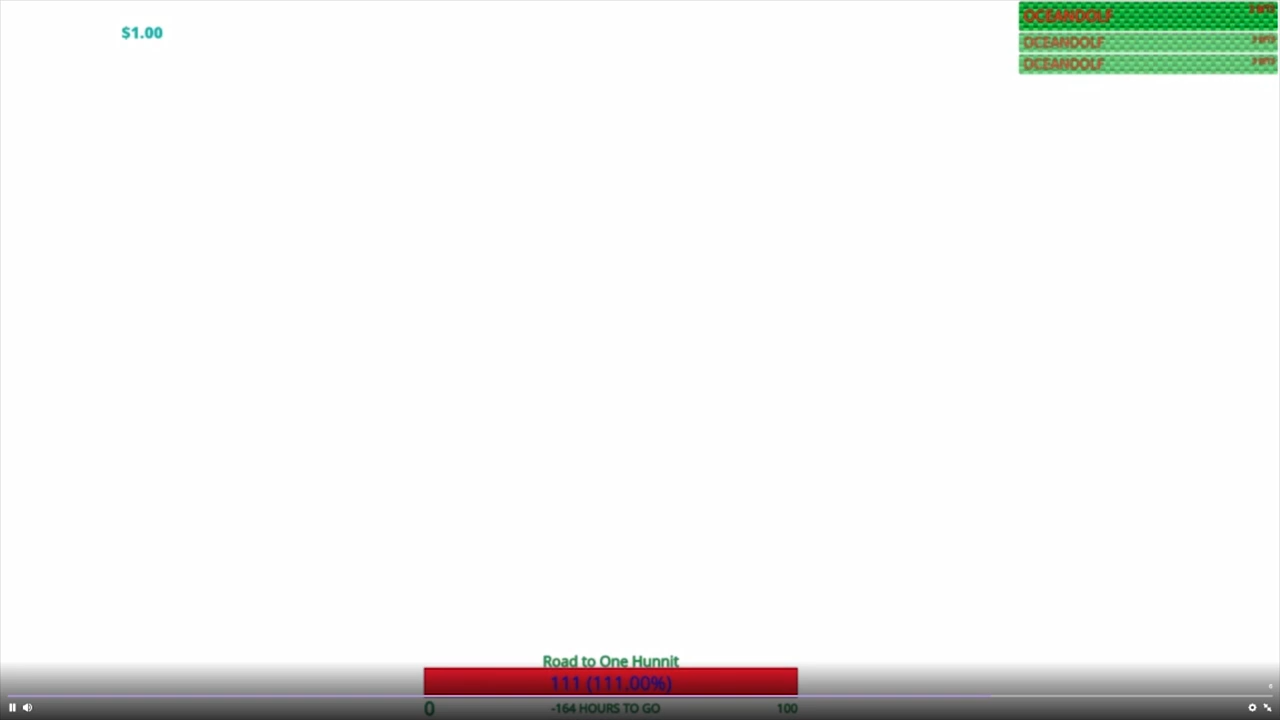 $1.00
OCEANDOLF
OCEANDOLF
OCEANDOLF
Road to One Hunnit
111 (111.00%)
0 -164 HOURS TO GO 100